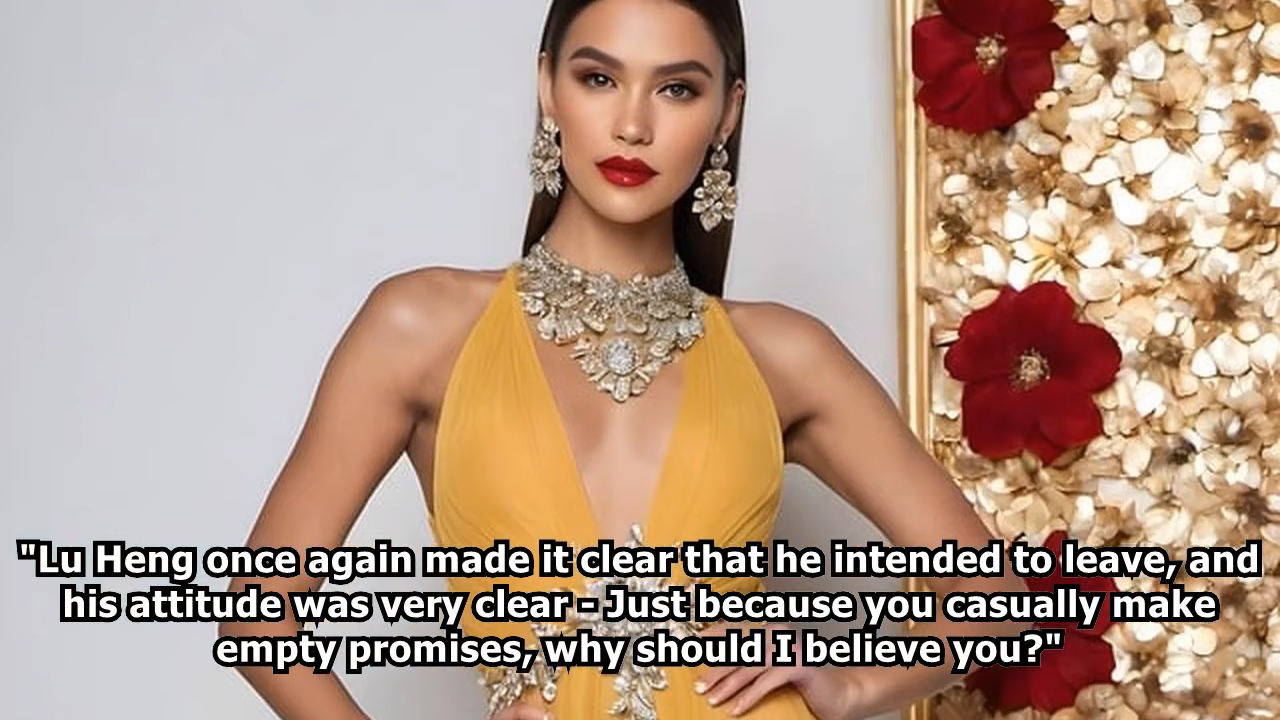 "Lu Heng once again made it clear that he intended to leave, and
his attitude was very clear - Just because you casually make
empty promises, why should I believe you?"